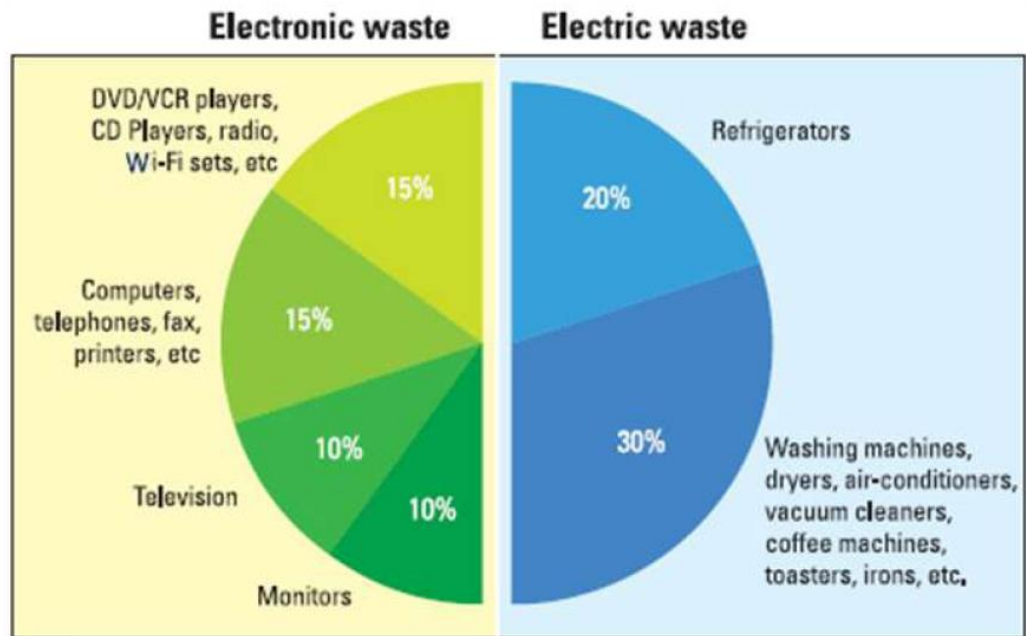 Electronic waste
Electric waste
DVD/VCR players,
CD Players, radio,
Wi-Fi sets, etc
15%
Computers,
telephones, fax,
printers, etc
15%
Television
10%
Monitors
10%
Refrigerators
20%
30%
Washing machines,
dryers, air-conditioners,
vacuum cleaners,
coffee machines,
toasters, irons, etc.